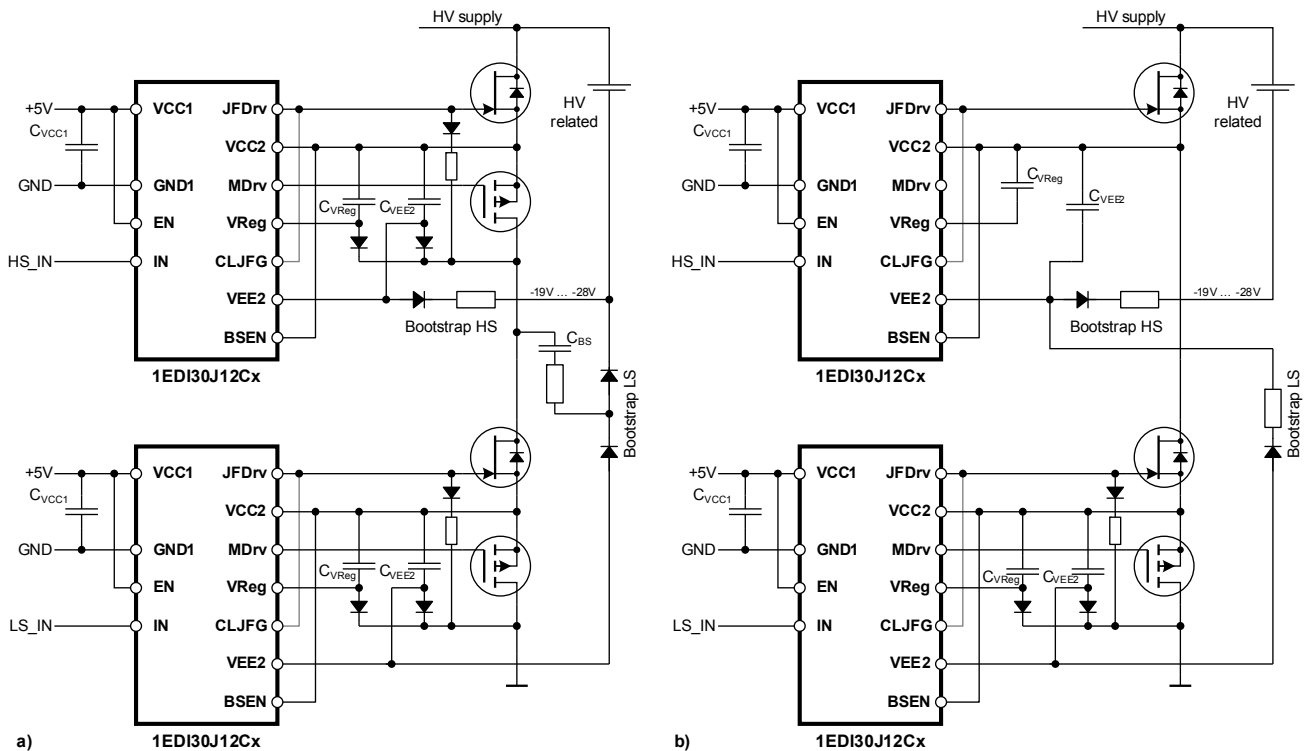 HV supply
+5V
CVCC1
GND
HS_IN
VCC1
GND1
EN
IN
JFDrv
VCC2
MDrv
VReg
CLJFG
VEE2
BSEN
1EDI30J12Cx
CVReg
CVEE2
HV
related
-19V ... -28V
Bootstrap HS
CBS
Bootstrap LS
+5V
CVCC1
GND
LS_IN
VCC1
GND1
EN
IN
JFDrv
VCC2
MDrv
VReg
CLJFG
VEE2
BSEN
1EDI30J12Cx
CVReg
CVEE2
a)
HV supply
+5V
CVCC1
GND
HS_IN
VCC1
GND1
EN
IN
JFDrv
VCC2
MDrv
VReg
CLJFG
VEE2
BSEN
1EDI30J12Cx
CVReg
CVEE2
HV
related
-19V ... -28V
Bootstrap HS
Bootstrap LS
+5V
CVCC1
GND
LS_IN
VCC1
GND1
EN
IN
JFDrv
VCC2
MDrv
VReg
CLJFG
VEE2
BSEN
1EDI30J12Cx
CVReg
CVEE2
b)